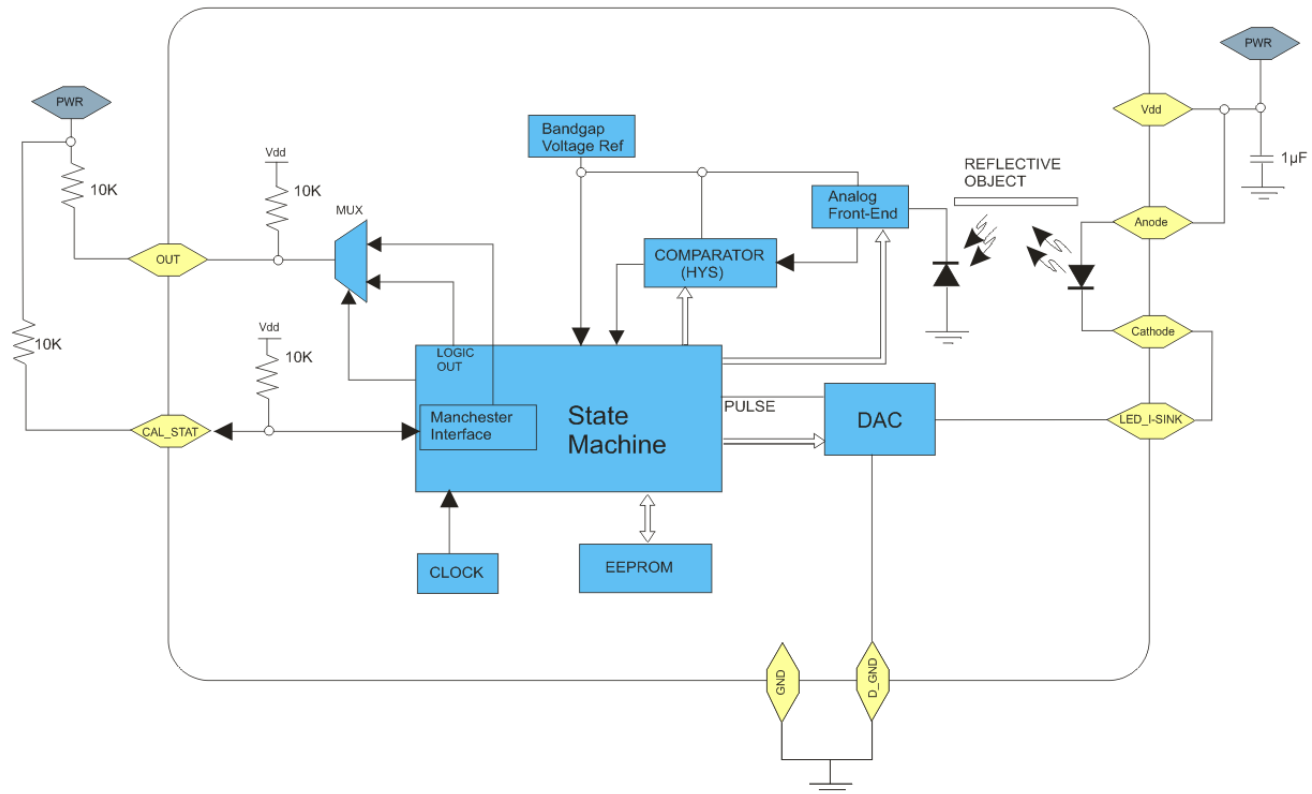 PWR
PWR
Vdd
Bandgap
Voltage Ref
1µF
REFLECTIVE
OBJECT
Vdd
10K
10K
MUX
Analog
Front-End
Anode
OUT
COMPARATOR
(HYS)
Vdd
10K
10K
Cathode
LOGIC
OUT
PULSE
DAC
CAL_STAT
Manchester
Interface
State
Machine
LED_I-SINK
CLOCK
EEPROM
GND
D_GND